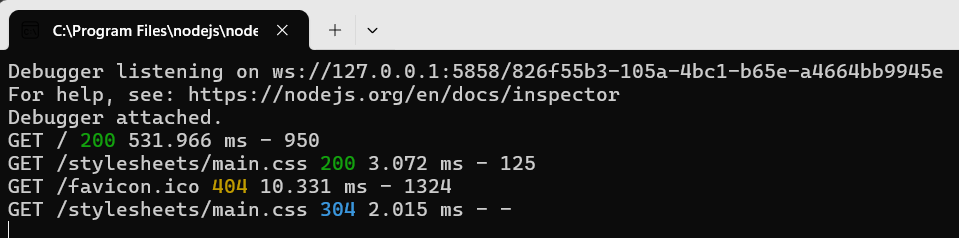 C:\Program Files\nodejs\node
Debugger listening on ws://127.0.0.1:5858/826f55b3-105a-4bc1-b65e-a4664bb9945e
For help, see: https://nodejs.org/en/docs/inspector
Debugger attached.
GET / 200 531.966 ms - 950
GET /stylesheets/main.css 200 3.072 ms - 125
GET /favicon.ico 404 10.331 ms - 1324
GET /stylesheets/main.css 304 2.015 ms - -